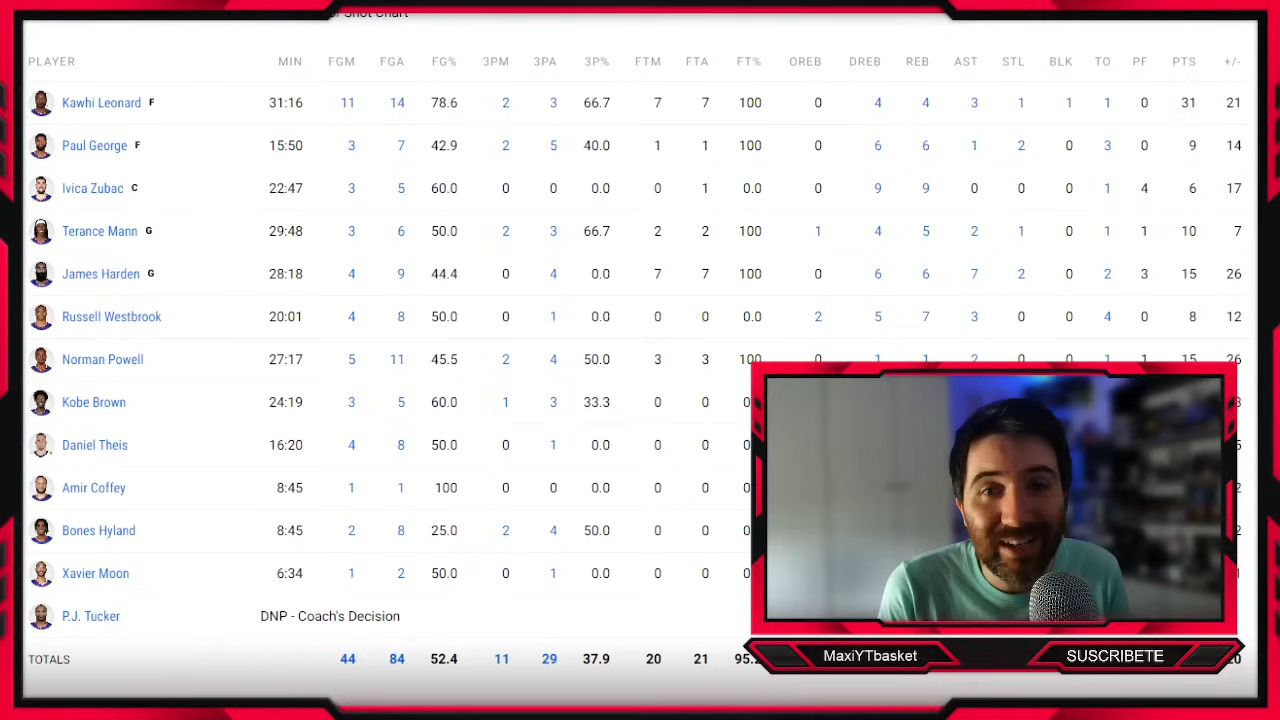 Shot Chart
PLAYER MIN FGM FGA FG% 3PM 3PA 3P% FTM FTA FT% OREB DREB REB AST STL BLK TO PF PTS +/-
Kawhi Leonard F 31:16 11 14 78.6 2 3 66.7 7 7 100 0 4 4 3 1 1 1 0 31 21
Paul George F 15:50 3 7 42.9 2 5 40.0 1 1 100 0 6 6 1 2 0 3 0 9 14
Ivica Zubac C 22:47 3 5 60.0 0 0 0.0 0 1 0.0 0 9 9 0 0 0 1 4 6 17
Terance Mann G 29:48 3 6 50.0 2 3 66.7 2 2 100 1 4 5 2 1 0 1 1 10 7
James Harden G 28:18 4 9 44.4 0 4 0.0 7 7 100 0 6 6 7 2 0 2 3 15 26
Russell Westbrook 20:01 4 8 50.0 0 1 0.0 0 0 0.0 2 5 7 3 0 0 4 0 8 12
Norman Powell 27:17 5 11 45.5 2 4 50.0 3 3 100 0 1 1 2 0 0 1 1 15 26
Kobe Brown 24:19 3 5 60.0 1 3 33.3 0 0
Daniel Theis 16:20 4 8 50.0 0 1 0.0 0 0
Amir Coffey 8:45 1 1 100 0 0 0.0 0 0
Bones Hyland 8:45 2 8 25.0 2 4 50.0 0 0
Xavier Moon 6:34 1 2 50.0 0 1 0.0 0 0
P.J. Tucker DNP - Coach's Decision
TOTALS 44 84 52.4 11 29 37.9 20 21
MaxiYTbasket
SUSCRIBETE